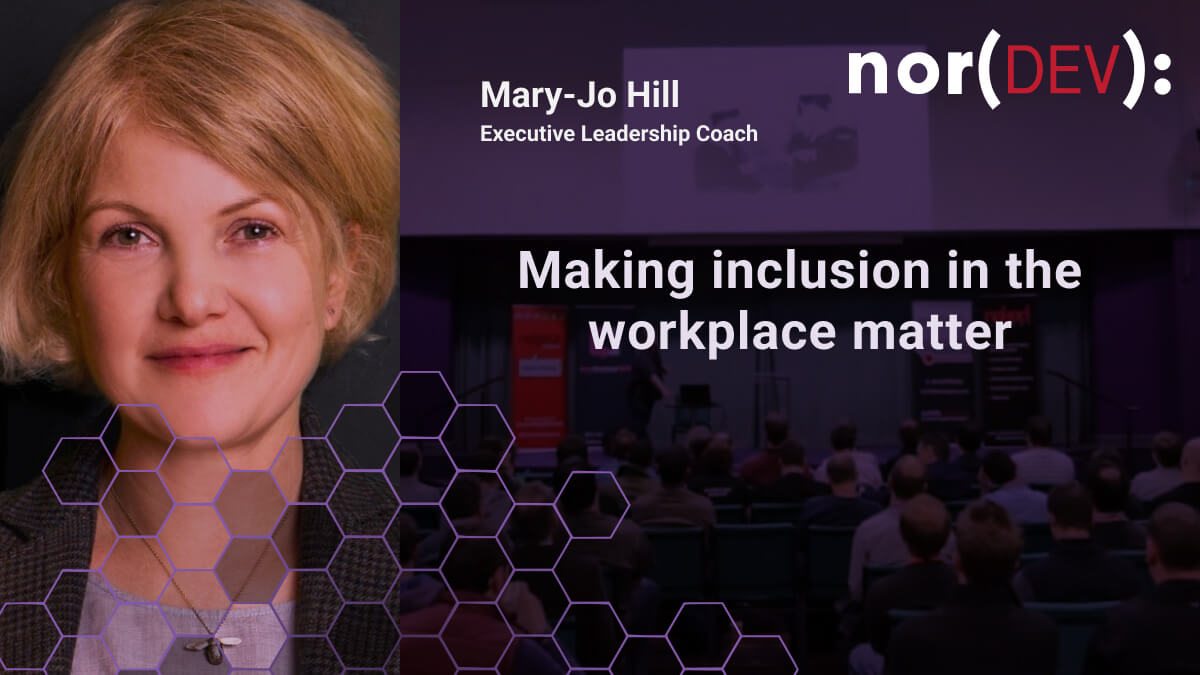 nor(DEV):
Mary-Jo Hill
Executive Leadership Coach
Making inclusion in the
workplace matter